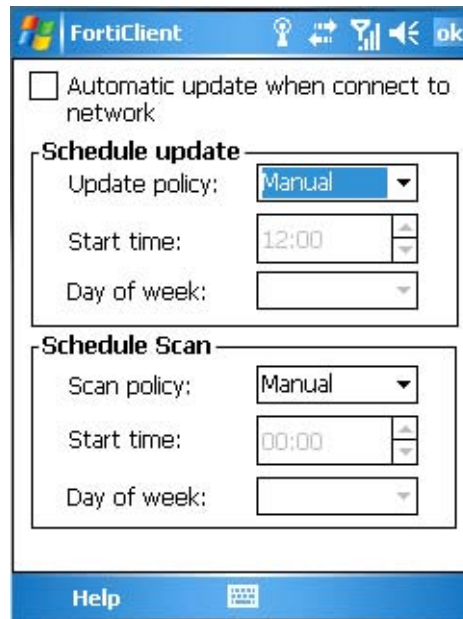 FortiClient ok
Automatic update when connect to
network
Schedule update
Update policy: Manual
Start time: 12:00
Day of week:
Schedule Scan
Scan policy: Manual
Start time: 00:00
Day of week:
Help